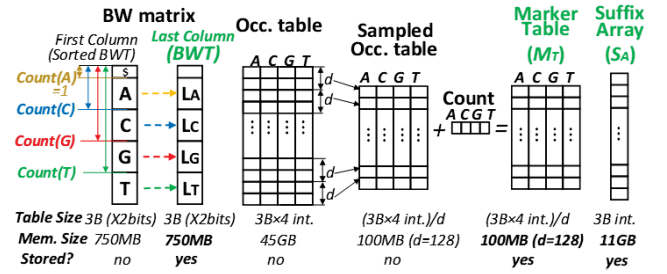 BW matrix
First Column
(Sorted BWT)
Last Column
(BWT)
Occ. table
Sampled
Occ. table
Marker
Table
(MT)
Suffix
Array
(SA)
A C G T
A C G T
A C G T
Count
A C G T
+
=
d
d
d
d
Count(A)
=1
Count(C)
Count(G)
Count(T)
$
A
C
G
T
LA
LC
LG
LT
Table Size 3B (X2bits) 3B (X2bits) 3B×4 int. (3B×4 int.)/d (3B×4 int.)/d 3B int.
Mem. Size 750MB 750MB 45GB 100MB (d=128) 100MB (d=128) 11GB
Stored? no yes no no yes yes